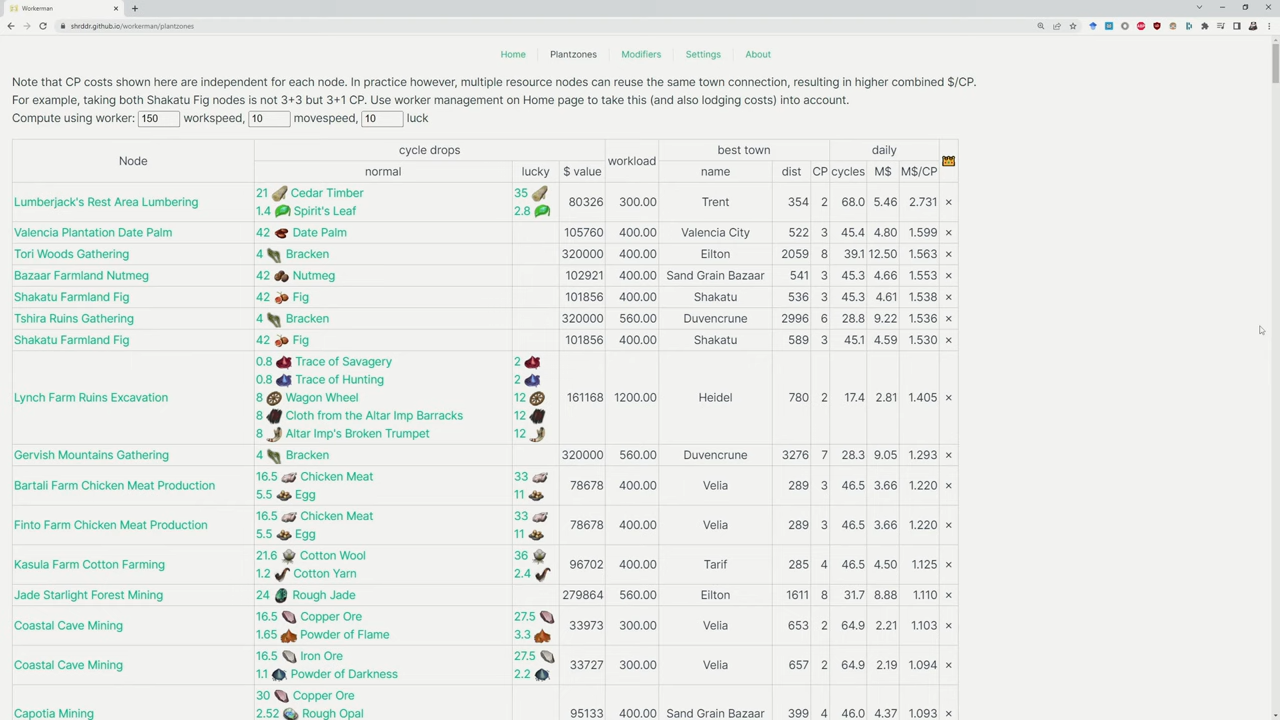 Workerman
shrddr.github.io/workerman/plantzones
Home Plantzones Modifiers Settings About
Note that CP costs shown here are independent for each node. In practice however, multiple resource nodes can reuse the same town connection, resulting in higher combined $/CP.
For example, taking both Shakatu Fig nodes is not 3+3 but 3+1 CP. Use worker management on Home page to take this (and also lodging costs) into account.
Compute using worker: 150 workspeed, 10 movespeed, 10 luck
Node cycle drops workload best town daily
normal lucky $ value name dist CP cycles M$ M$/CP
Lumberjack's Rest Area Lumbering 21 Cedar Timber 35 80326 300.00 Trent 354 2 68.0 5.46 2.731 ×
1.4 Spirit's Leaf 2.8
Valencia Plantation Date Palm 42 Date Palm 105760 400.00 Valencia City 522 3 45.4 4.80 1.599 ×
Tori Woods Gathering 4 Bracken 320000 400.00 Eilton 2059 8 39.1 12.50 1.563 ×
Bazaar Farmland Nutmeg 42 Nutmeg 102921 400.00 Sand Grain Bazaar 541 3 45.3 4.66 1.553 ×
Shakatu Farmland Fig 42 Fig 101856 400.00 Shakatu 536 3 45.3 4.61 1.538 ×
Tshira Ruins Gathering 4 Bracken 320000 560.00 Duvencrune 2996 6 28.8 9.22 1.536 ×
Shakatu Farmland Fig 42 Fig 101856 400.00 Shakatu 589 3 45.1 4.59 1.530 ×
0.8 Trace of Savagery 2
0.8 Trace of Hunting 2
Lynch Farm Ruins Excavation 8 Wagon Wheel 12 161168 1200.00 Heidel 780 2 17.4 2.81 1.405 ×
8 Cloth from the Altar Imp Barracks 12
8 Altar Imp's Broken Trumpet 12
Gervish Mountains Gathering 4 Bracken 320000 560.00 Duvencrune 3276 7 28.3 9.05 1.293 ×
Bartali Farm Chicken Meat Production 16.5 Chicken Meat 33 78678 400.00 Velia 289 3 46.5 3.66 1.220 ×
5.5 Egg 11
Finto Farm Chicken Meat Production 16.5 Chicken Meat 33 78678 400.00 Velia 289 3 46.5 3.66 1.220 ×
5.5 Egg 11
Kasula Farm Cotton Farming 21.6 Cotton Wool 36 96702 400.00 Tarif 285 4 46.5 4.50 1.125 ×
1.2 Cotton Yarn 2.4
Jade Starlight Forest Mining 24 Rough Jade 279864 560.00 Eilton 1611 8 31.7 8.88 1.110 ×
Coastal Cave Mining 16.5 Copper Ore 27.5 33973 300.00 Velia 653 2 64.9 2.21 1.103 ×
1.65 Powder of Flame 3.3
Coastal Cave Mining 16.5 Iron Ore 27.5 33727 300.00 Velia 657 2 64.9 2.19 1.094 ×
1.1 Powder of Darkness 2.2
30 Copper Ore
Capotia Mining 2.52 Rough Opal 95133 400.00 Sand Grain Bazaar 399 4 46.0 4.37 1.093 ×